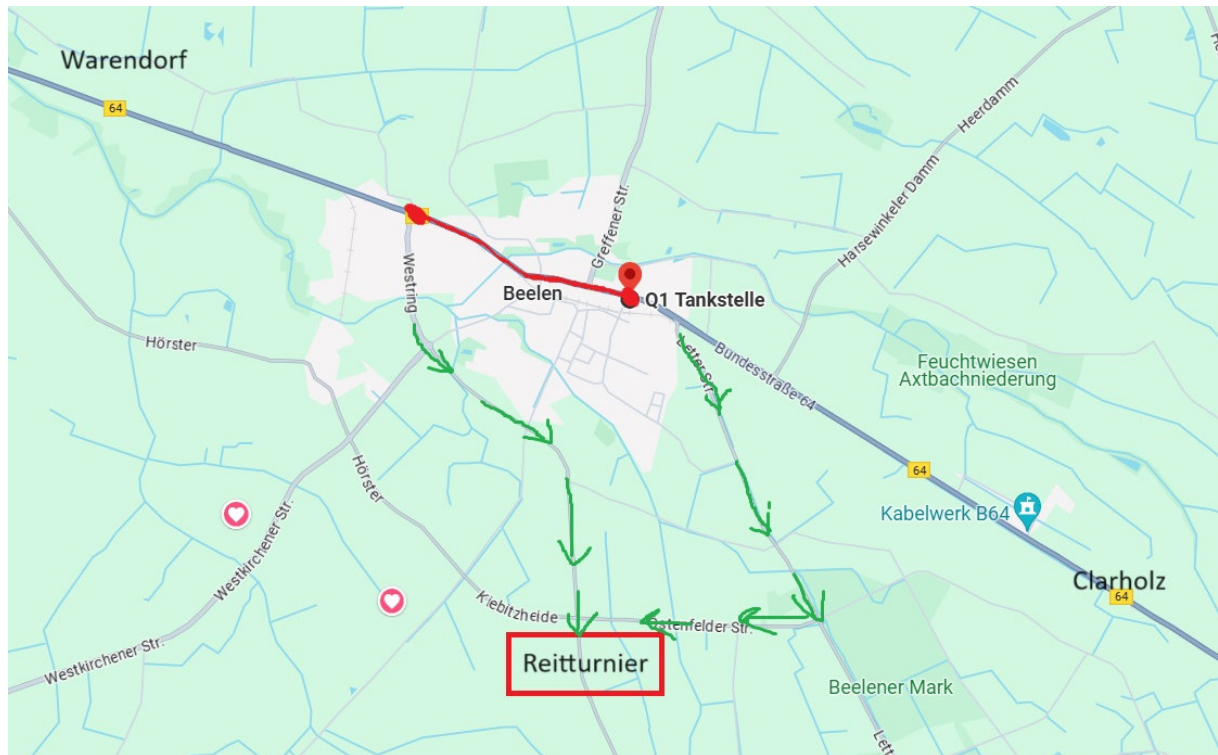 Warendorf
64
Heerdamm
Harsewinkeler Damm
Greffener Str.
Westring
Beelen
Q1 Tankstelle
Hörster
Letter Str.
Bundesstraße 64
Feuchtwiesen
Axtbachniederung
Hörster
64
Westkirchener Str.
Kabelwerk B64
Clarholz
64
Kiebitzheide
Ostenfelder Str.
Westkirchener Str.
Reitturnier
Beelener Mark